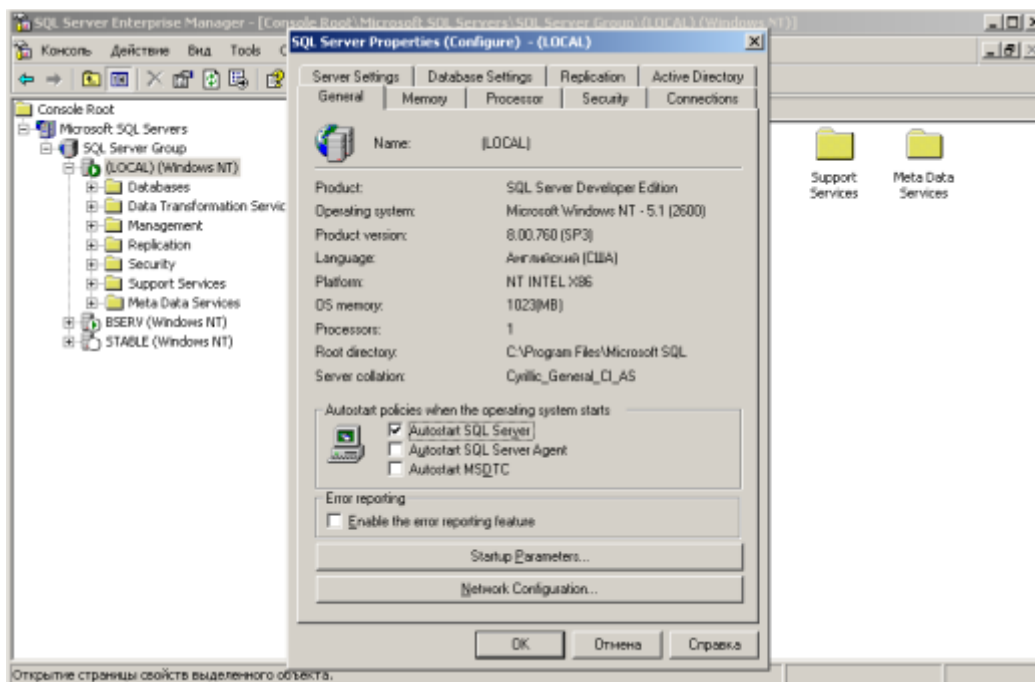 SQL Server Enterprise Manager - [Console Root\Microsoft SQL Servers\SQL Server Group\(LOCAL) (Windows NT)]
Консоль Действие Вид Tools
Console Root
Microsoft SQL Servers
SQL Server Group
(LOCAL) (Windows NT)
Databases
Data Transformation Servic
Management
Replication
Security
Support Services
Meta Data Services
BSERV (Windows NT)
STABLE (Windows NT)
SQL Server Properties (Configure) - (LOCAL)
Server Settings Database Settings Replication Active Directory
General Memory Processor Security Connections
Name: (LOCAL)
Product: SQL Server Developer Edition
Operating system: Microsoft Windows NT - 5.1 (2600)
Product version: 8.00.760 (SP3)
Language: Английский (США)
Platform: NT INTEL X86
OS memory: 1023(MB)
Processors: 1
Root directory: C:\Program Files\Microsoft SQL
Server collation: Cyrillic_General_CI_AS
Autostart policies when the operating system starts
Autostart SQL Server
Autostart SQL Server Agent
Autostart MSDTC
Error reporting
Enable the error reporting feature
Startup Parameters...
Network Configuration...
OK Отмена Справка
Support Services
Meta Data Services
Открытие страницы свойств выделенного объекта.